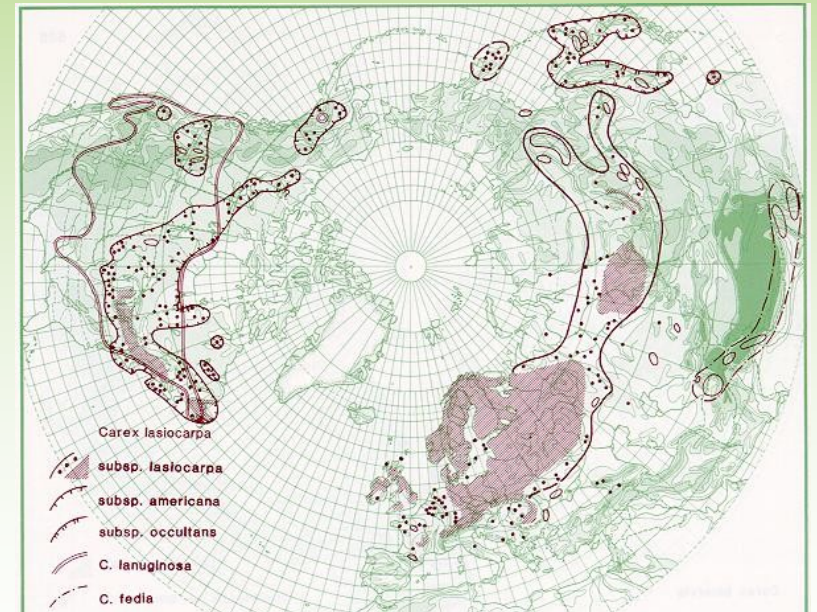 Carex lasiocarpa
subsp. lasiocarpa
subsp. americana
subsp. occultans
C. lanuginosa
C. fedia